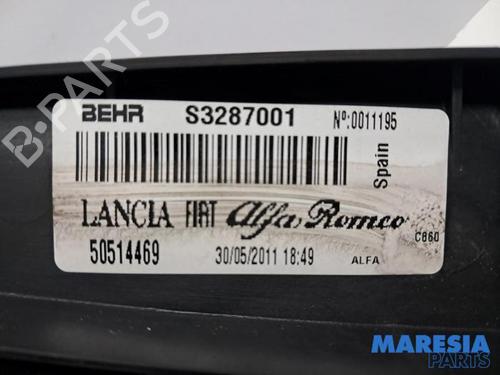 BEHR S3287001 Nº:0011195
Spain
LANCIA FIAT Alfa Romeo C860
50514469 30/05/2011 18:49 ALFA
B-PARTS
MARESIA
PARTS